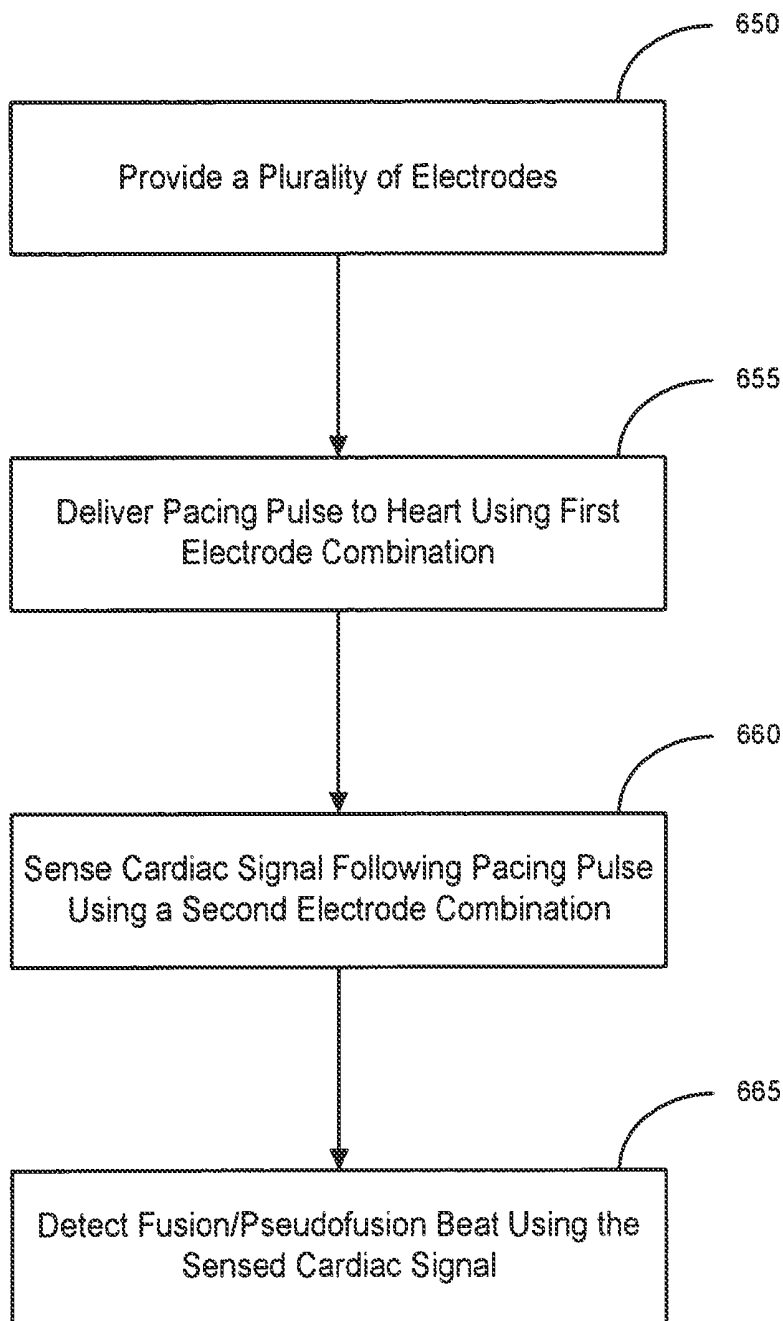 650
Provide a Plurality of Electrodes
655
Deliver Pacing Pulse to Heart Using First
Electrode Combination
660
Sense Cardiac Signal Following Pacing Pulse
Using a Second Electrode Combination
665
Detect Fusion/Pseudofusion Beat Using the
Sensed Cardiac Signal